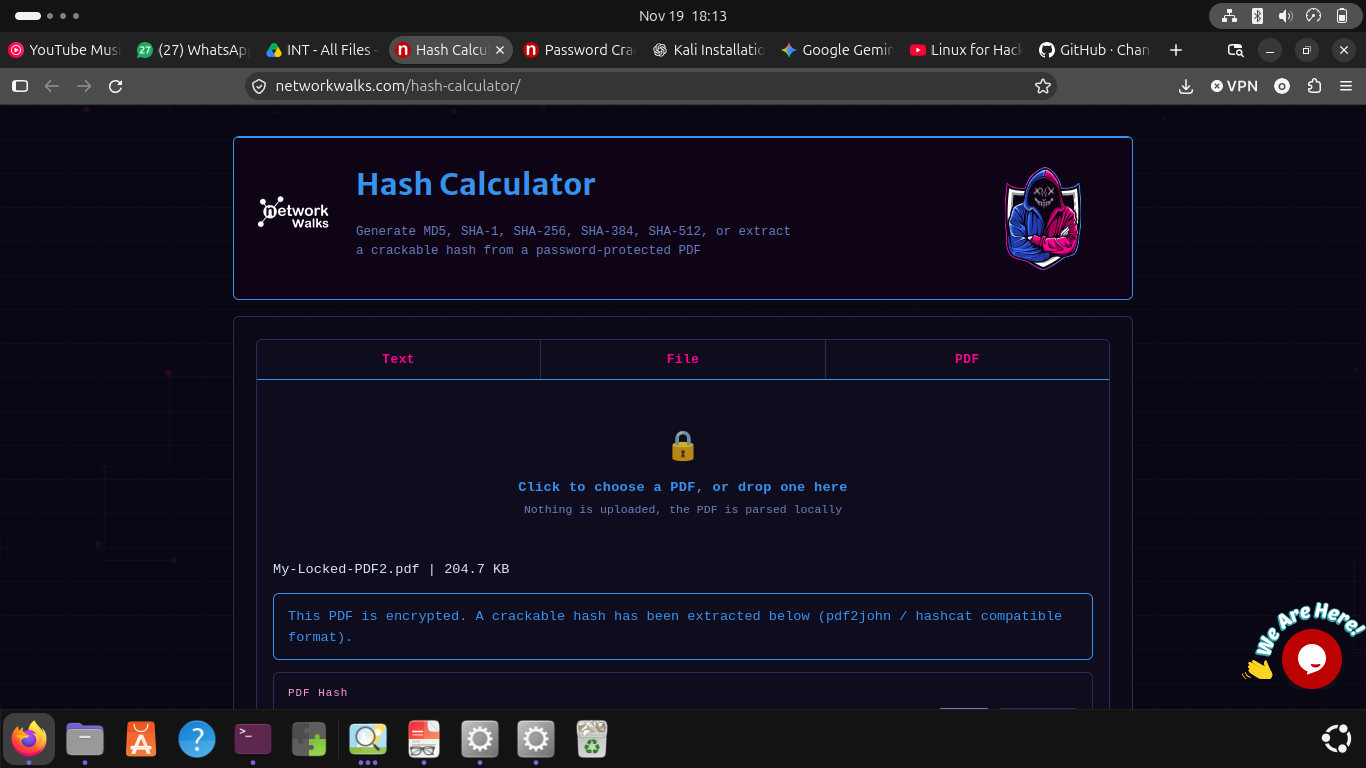 Nov 19 18:13
YouTube Musi
27
(27) WhatsApp
INT - All Files -
Hash Calcu
Password Cra
Kali Installatio
Google Gemin
Linux for Hack
GitHub · Chan
networkwalks.com/hash-calculator/
VPN
network
Walks
Hash Calculator
Generate MD5, SHA-1, SHA-256, SHA-384, SHA-512, or extract
a crackable hash from a password-protected PDF
Text
File
PDF
Click to choose a PDF, or drop one here
Nothing is uploaded, the PDF is parsed locally
My-Locked-PDF2.pdf | 204.7 KB
This PDF is encrypted. A crackable hash has been extracted below (pdf2john / hashcat compatible
format).
We Are Here!
PDF Hash